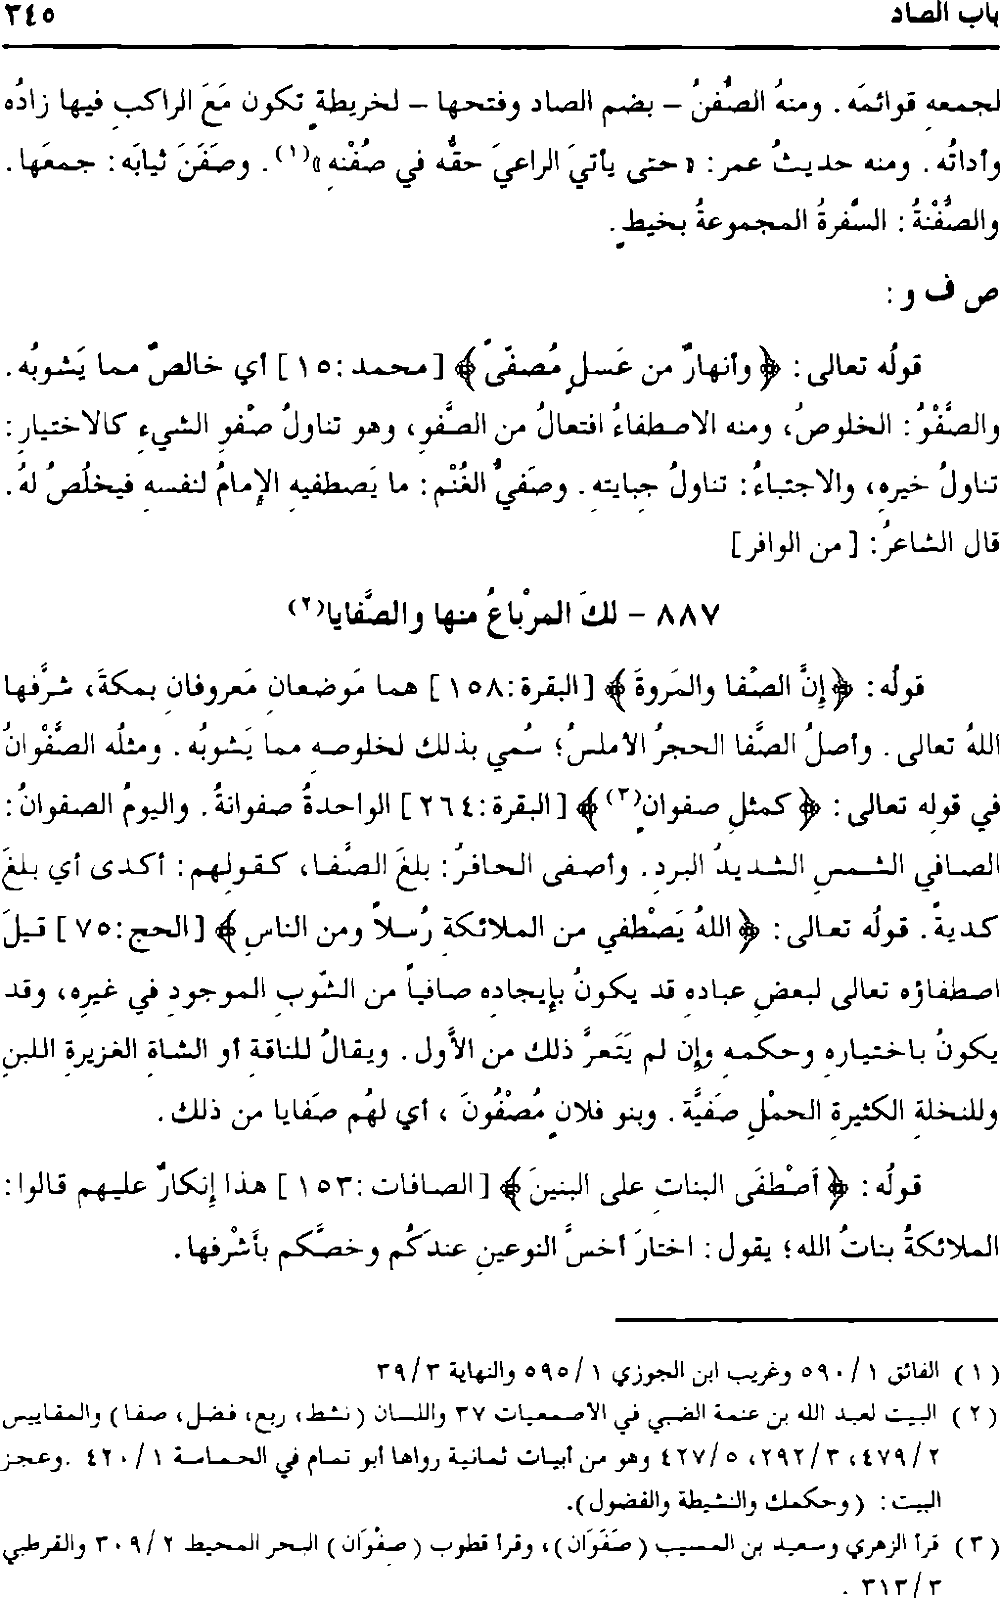 باب الصاد ٣٤٥
لجمعه قوائمَه. ومنهُ الصُّفنُ - بضم الصاد وفتحها - لخريطةٍ تكون مَعَ الراكبِ فيها زادُه
وأداتُه. ومنه حديثُ عمر: «حتى يأتيَ الراعيَ حقُّه في صُفْنِه»(١). وصَفَنَ ثيابَه: جمعَها.
والصُّفْنةُ: السُّفرةُ المجموعةُ بخيطٍ.
ص ف و:
قولُه تعالى: ﴿وأنهارٌ من عَسلٍ مُصفّىً﴾ [محمد: ١٥] أي خالصٌ مما يَشوبُه.
والصَّفْوُ: الخلوصُ، ومنه الاصطفاءُ افتعالُ من الصَّفوِ، وهو تناولُ صَفْوِ الشيءِ كالاختيارِ:
تناولُ خيرهِ، والاجتباءُ: تناولُ جِبايتِه. وصَفيُّ الغُنْمِ: ما يَصطفيهِ الإمامُ لنفسهِ فيخلُصُ لهُ.
قال الشاعرُ: [من الوافر]
٨٨٧ - لكَ المرْباعُ منها والصَّفايا(٢)
قولُه: ﴿إنَّ الصَّفا والمَروةَ﴾ [البقرة: ١٥٨] هما مَوضعانِ مَعروفانِ بمكةَ، شرَّفها
اللهُ تعالى. وأصلُ الصَّفا الحجرُ الأملسُ؛ سُمي بذلك لخلوصهِ مما يَشوبُه. ومثلُه الصَّفْوانُ
في قوله تعالى: ﴿كمثلِ صفوانٍ(٣)﴾ [البقرة: ٢٦٤] الواحدةُ صفوانةُ. واليومُ الصفوانُ:
الصافي الشمسِ الشديدُ البردِ. وأصفى الحافرُ: بلغَ الصَّفا، كقولهم: أكدى أي بلغَ
كديةً. قولُه تعالى: ﴿اللهُ يَصْطفي من الملائكةِ رُسلاً ومن الناسِ﴾ [الحج: ٧٥] قيلَ
اصطفاؤه تعالى لبعضِ عبادهِ قد يكونُ بإيجادِه صافياً من الشّوبِ الموجودِ في غيرِه، وقد
يكونُ باختيارهِ وحكمهِ وإن لم يَتَعرَّ ذلك من الأولِ. ويقالُ للناقةِ أو الشاةِ الغزيرةِ اللبنِ
وللنخلةِ الكثيرةِ الحمْلِ صَفيَّة. وبنو فلانٍ مُصْفُونَ، أي لهُم صَفايا من ذلك.
قولُه: ﴿أَصْطفَى البناتِ على البنينَ﴾ [الصافات: ١٥٣] هذا إنكارٌ عليهم قالوا:
الملائكةُ بناتُ الله؛ يقول: اختارَ أخسَّ النوعينِ عندَكُم وخصَّكم بأَشْرفِها.
(١) الفائق ١/ ٥٩٠ وغريب ابن الجوزي ١/ ٥٩٥ والنهاية ٣/ ٣٩
(٢) البيت لعبد الله بن عنمة الضبي في الاصمعيات ٣٧ واللسان (نشط، ربع، فضل، صفا) والمقاييس
٢/ ٤٧٩، ٣/ ٢٩٢، ٥/ ٤٢٧ وهو من أبيات ثمانية رواها أبو تمام في الحماسة ١/ ٤٢٠. وعجز
البيت: (وحكمك والنشيطة والفضول).
(٣) قرأ الزهري وسعيد بن المسيب (صَفَوَان)، وقرأ قطوب (صِفْوَان) البحر المحيط ٢/ ٣٠٩ والقرطبي
٣/ ٣١٣.